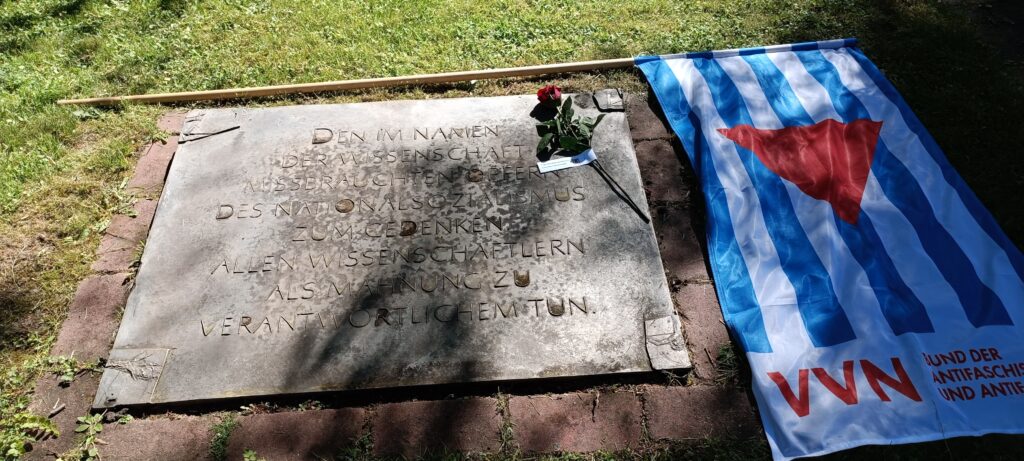 DEN IM NAMEN
DER WISSENSCHAFT
MISSBRAUCHTEN OPFERN
DES NATIONALSOZIALISMUS
ZUM GEDENKEN
ALLEN WISSENSCHAFTLERN
ALS MAHNUNG ZU
VERANTWORTLICHEM TUN.
VVN
BUND DER
ANTIFASCHIS
UND ANTIF